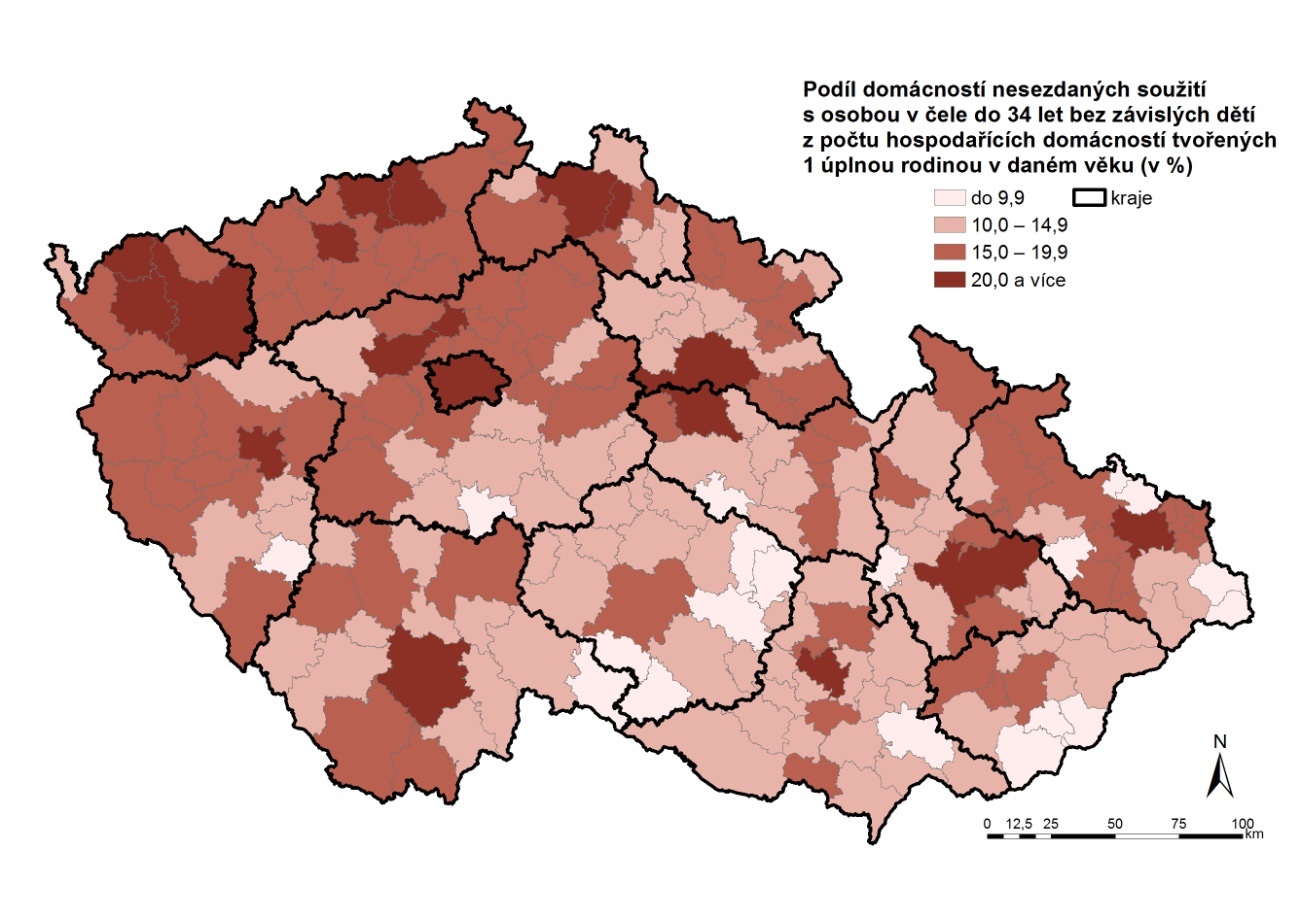 Podíl domácností nesezdaných soužití
s osobou v čele do 34 let bez závislých dětí
z počtu hospodařících domácností tvořených
1 úplnou rodinou v daném věku (v %)
do 9,9 kraje
10,0 – 14,9
15,0 – 19,9
20,0 a více
N
0 12,5 25 50 75 100
km